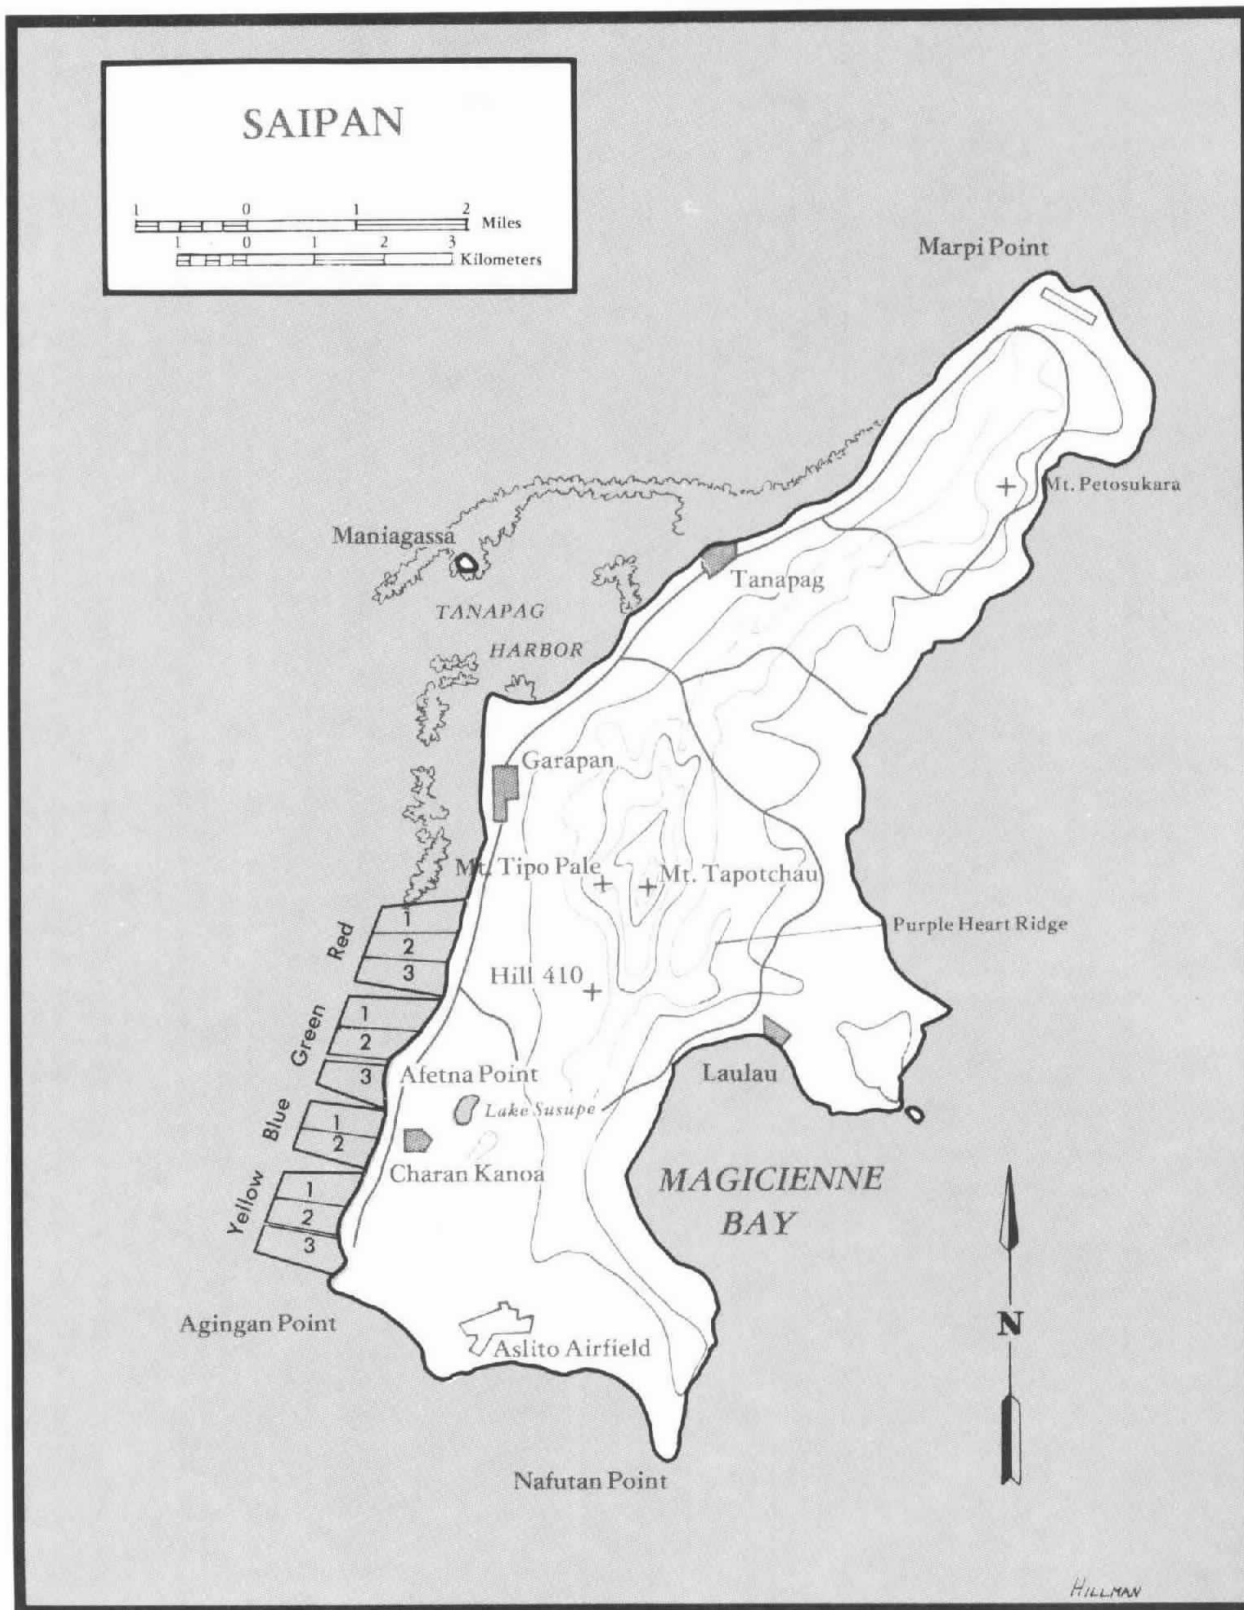 SAIPAN
1 0 1 2
Miles
1 0 1 2 3
Kilometers
Marpi Point
Mt. Petosukara
Maniagassa
Tanapag
TANAPAG
HARBOR
Garapan
Mt. Tipo Pale
Mt. Tapotchau
Purple Heart Ridge
Red
1
2
3
Hill 410
Green
1
2
3
Afetna Point
Laulau
Blue
1
2
Lake Susupe
Charan Kanoa
MAGICIENNE
BAY
Yellow
1
2
3
Agingan Point
Aslito Airfield
N
Nafutan Point
HILLMAN